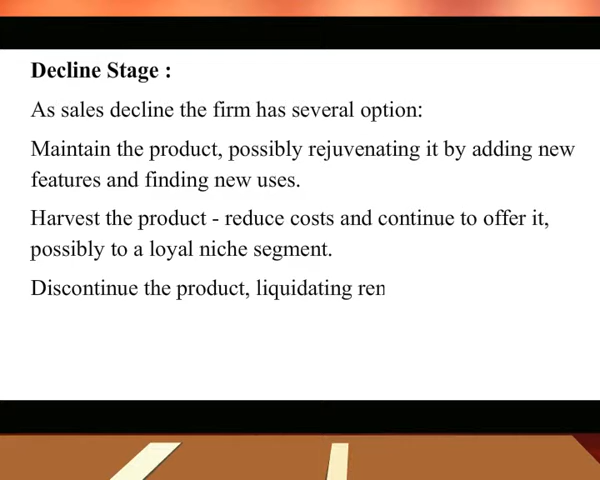 Decline Stage :
As sales decline the firm has several option:
Maintain the product, possibly rejuvenating it by adding new
features and finding new uses.
Harvest the product - reduce costs and continue to offer it,
possibly to a loyal niche segment.
Discontinue the product, liquidating